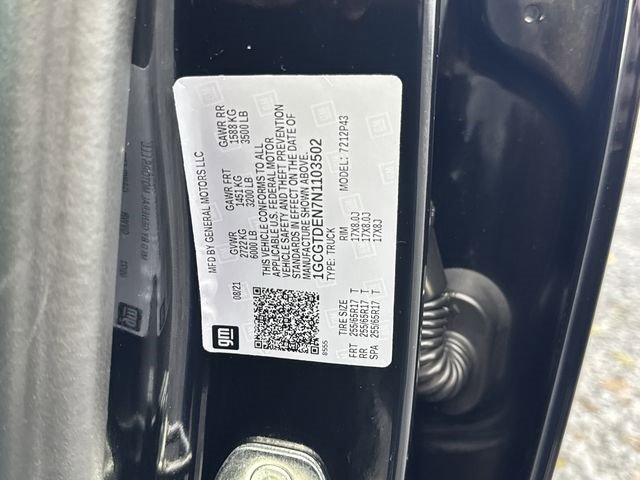 MFD BY GENERAL MOTORS LLC
08/21
GVWR GAWR FRT GAWR RR
2722 KG 1451 KG 1588 KG
6000 LB 3200 LB 3500 LB
THIS VEHICLE CONFORMS TO ALL
APPLICABLE U.S. FEDERAL MOTOR
VEHICLE SAFETY AND THEFT PREVENTION
STANDARDS IN EFFECT ON THE DATE OF
MANUFACTURE SHOWN ABOVE.
1GCGTDEN7N1103502
TYPE: TRUCK MODEL: 7212P43
TIRE SIZE RIM
FRT 255/65R17 T 17X8.0J
RR 255/65R17 T 17X8.0J
SPA 255/65R17 T 17X8J
gm
8555